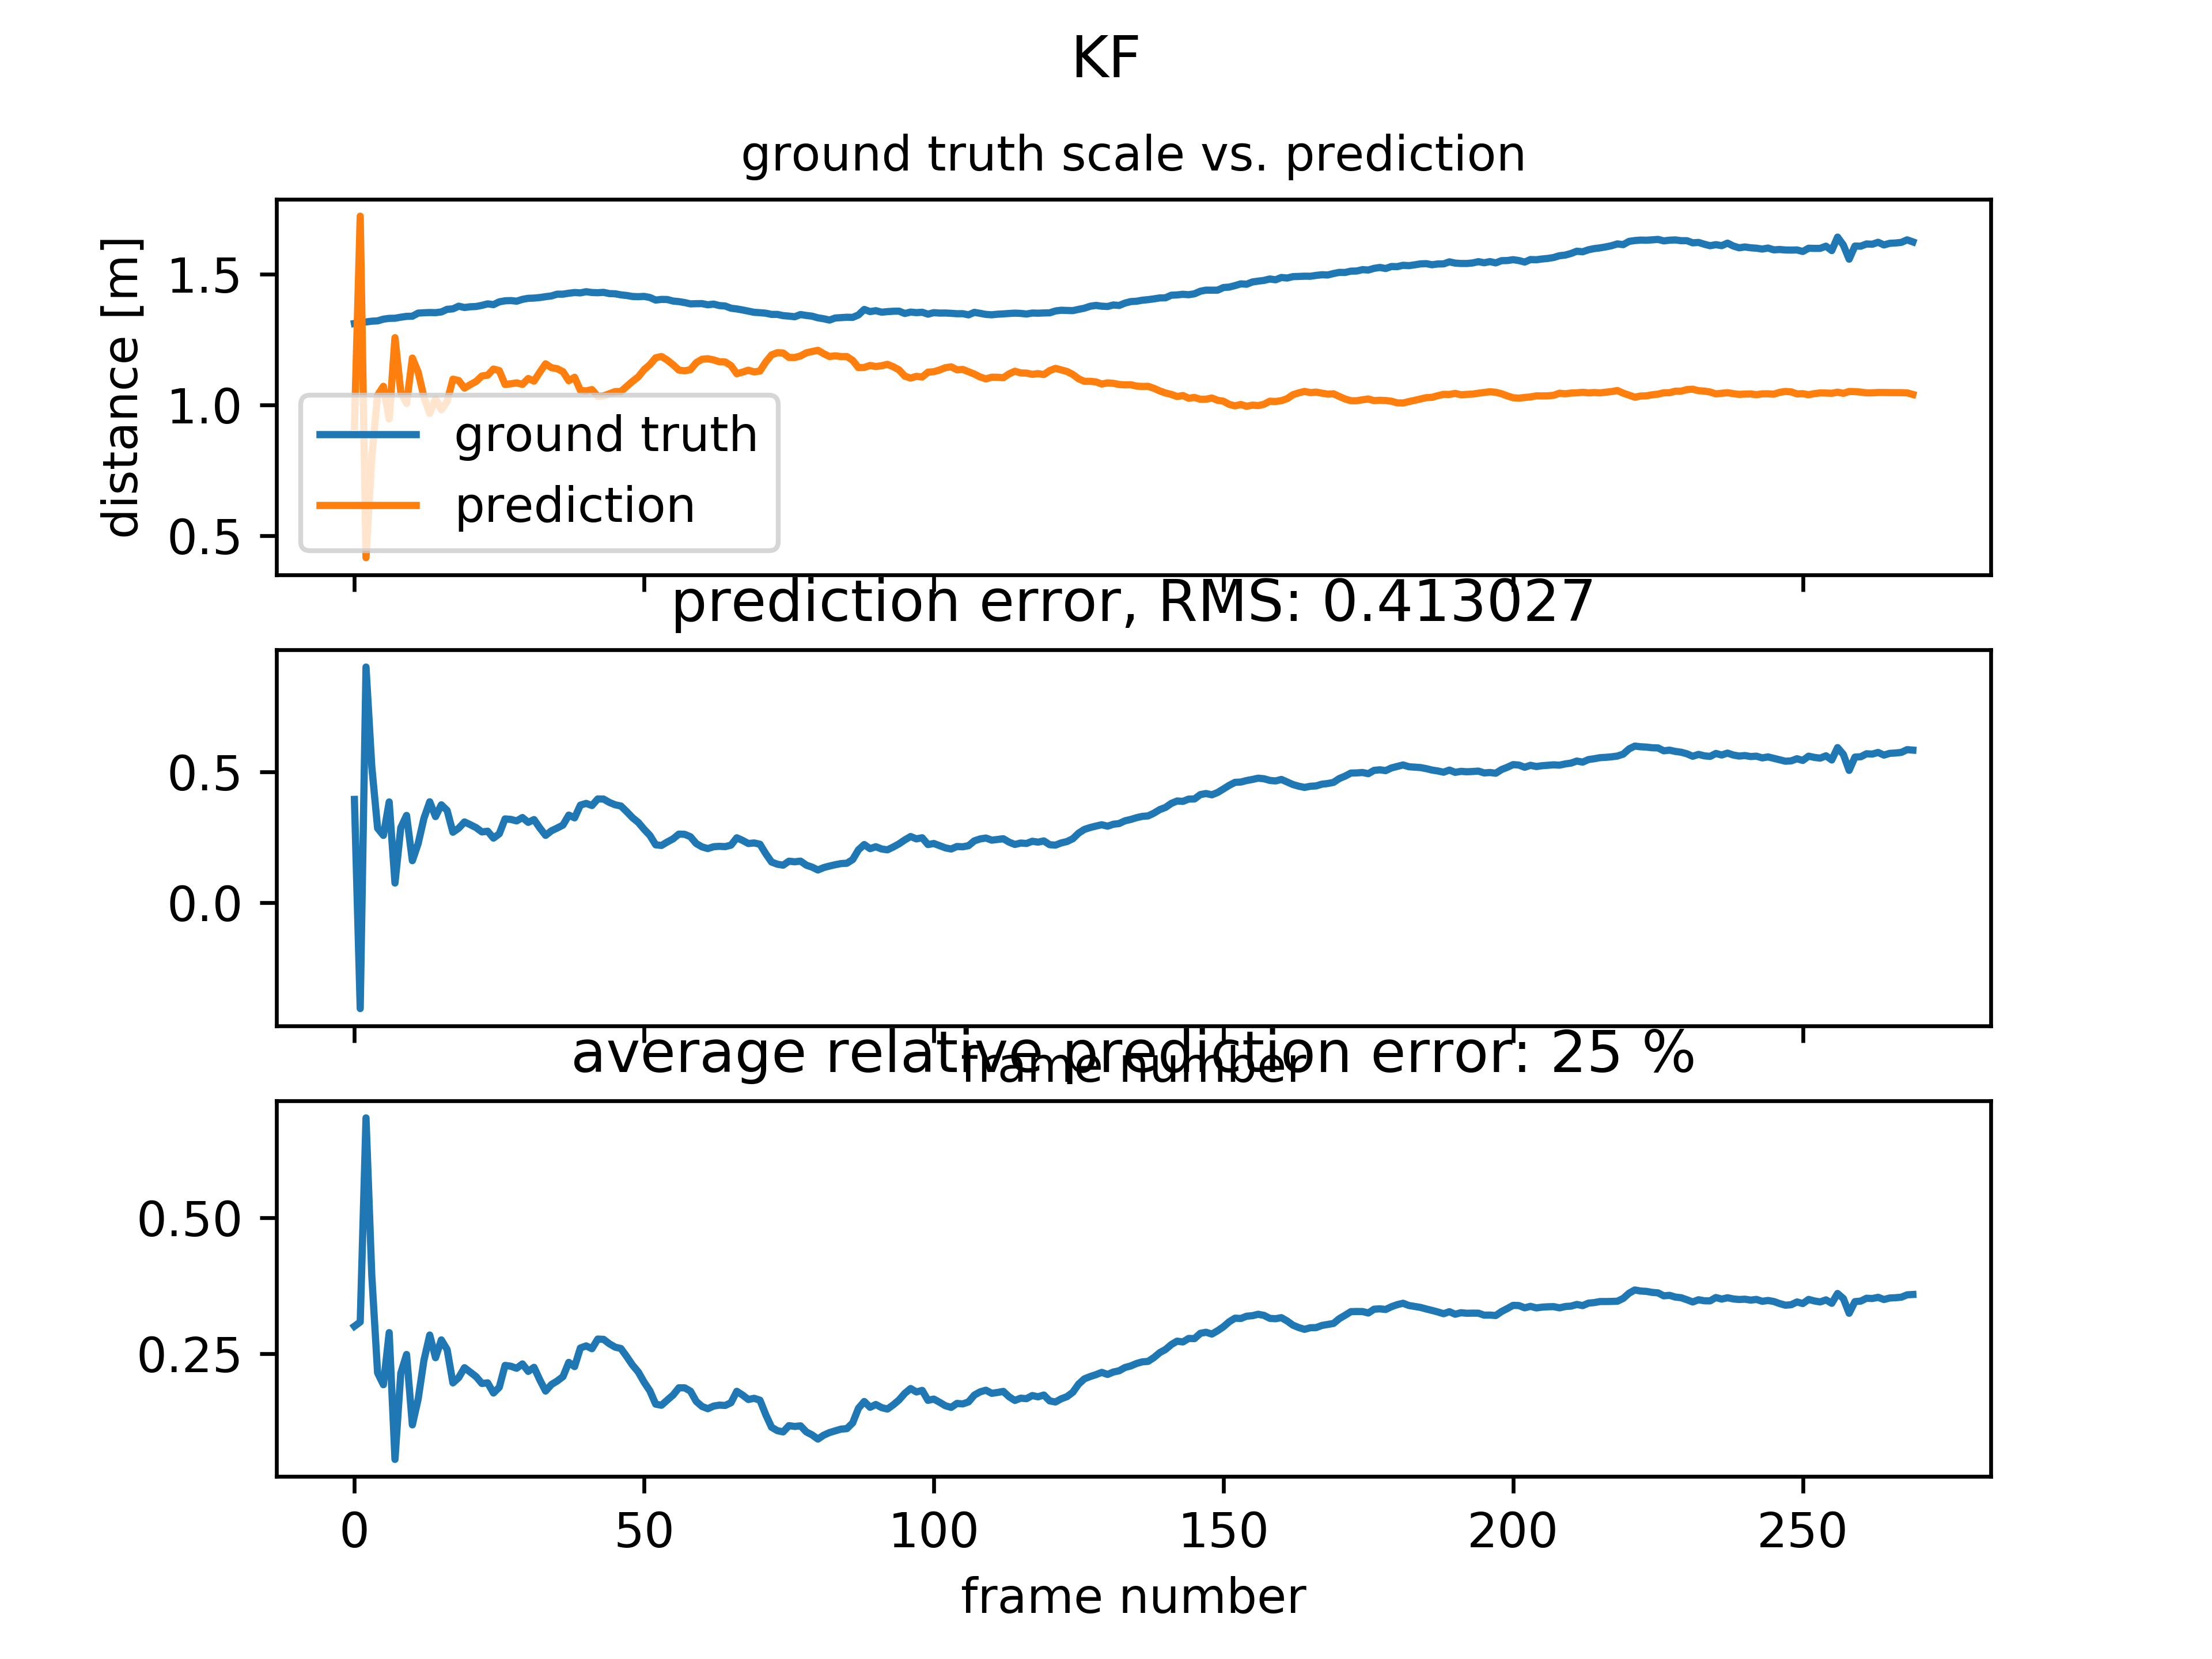 KF
ground truth scale vs. prediction
distance [m]
1.5
1.0
0.5
ground truth
prediction
prediction error, RMS: 0.413027
0.5
0.0
frame number
average relative prediction error: 25 %
0.50
0.25
0 50 100 150 200 250
frame number